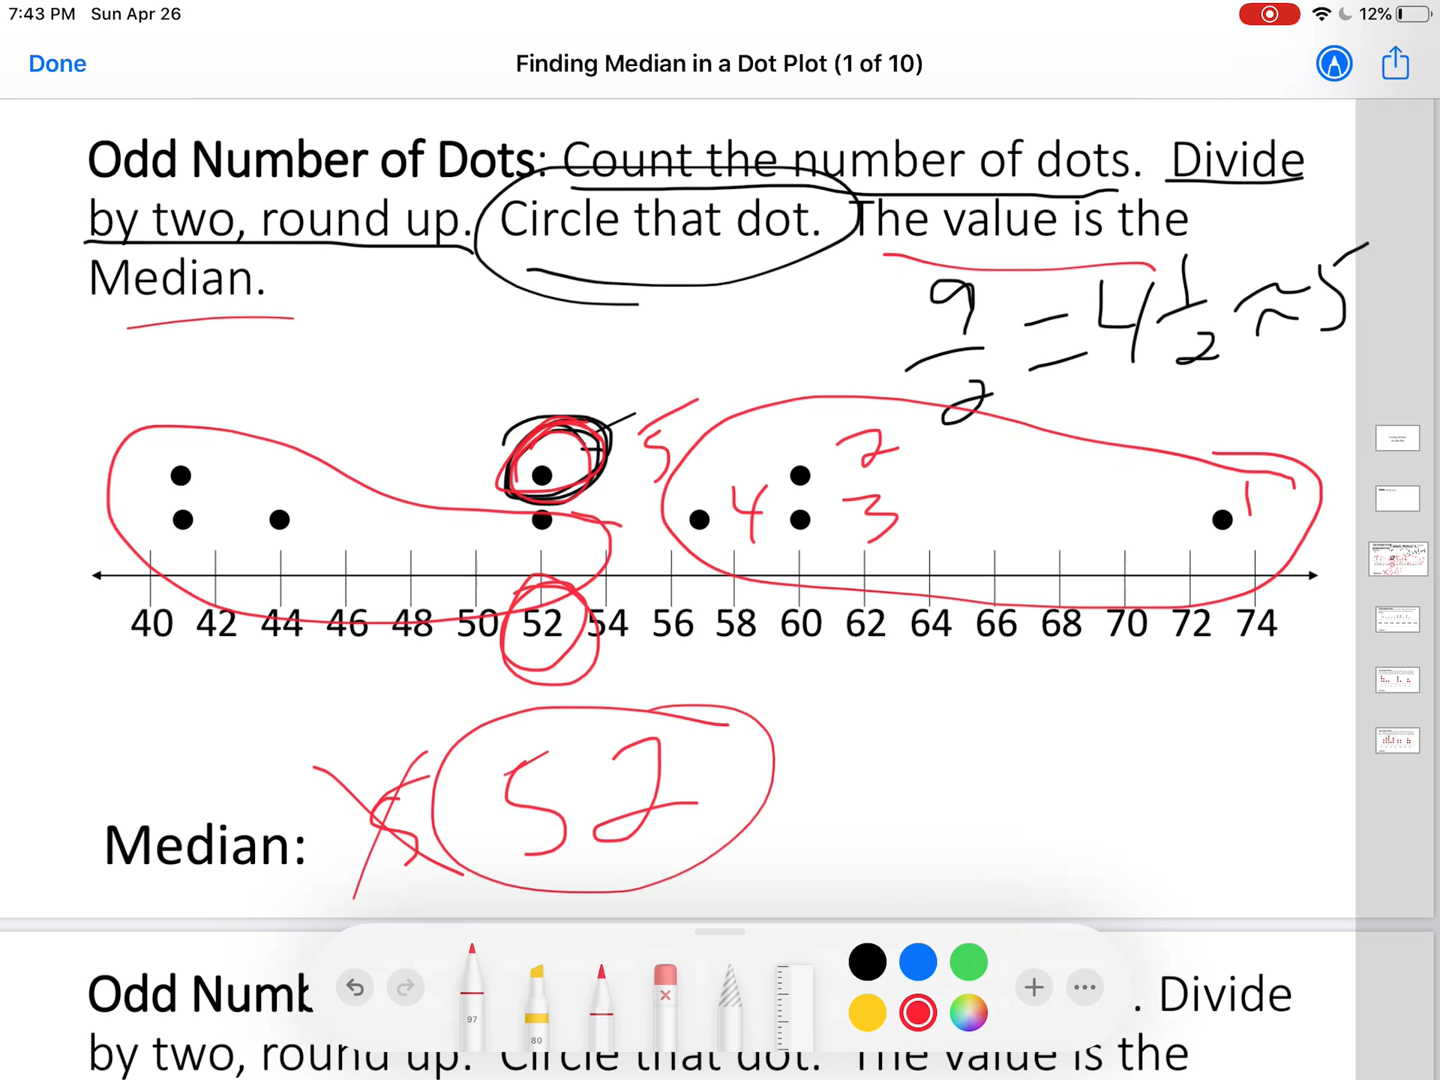 7:43 PM Sun Apr 26 12%
Done Finding Median in a Dot Plot (1 of 10)
Odd Number of Dots: Count the number of dots. Divide
by two, round up. Circle that dot. The value is the
Median.
9/2 = 4 1/2 ≈ 5
5 2
4 3 1
40 42 44 46 48 50 52 54 56 58 60 62 64 66 68 70 72 74
Median: 5 52
97 80
Odd Numb . Divide
by two, round up. Circle that dot. The value is the